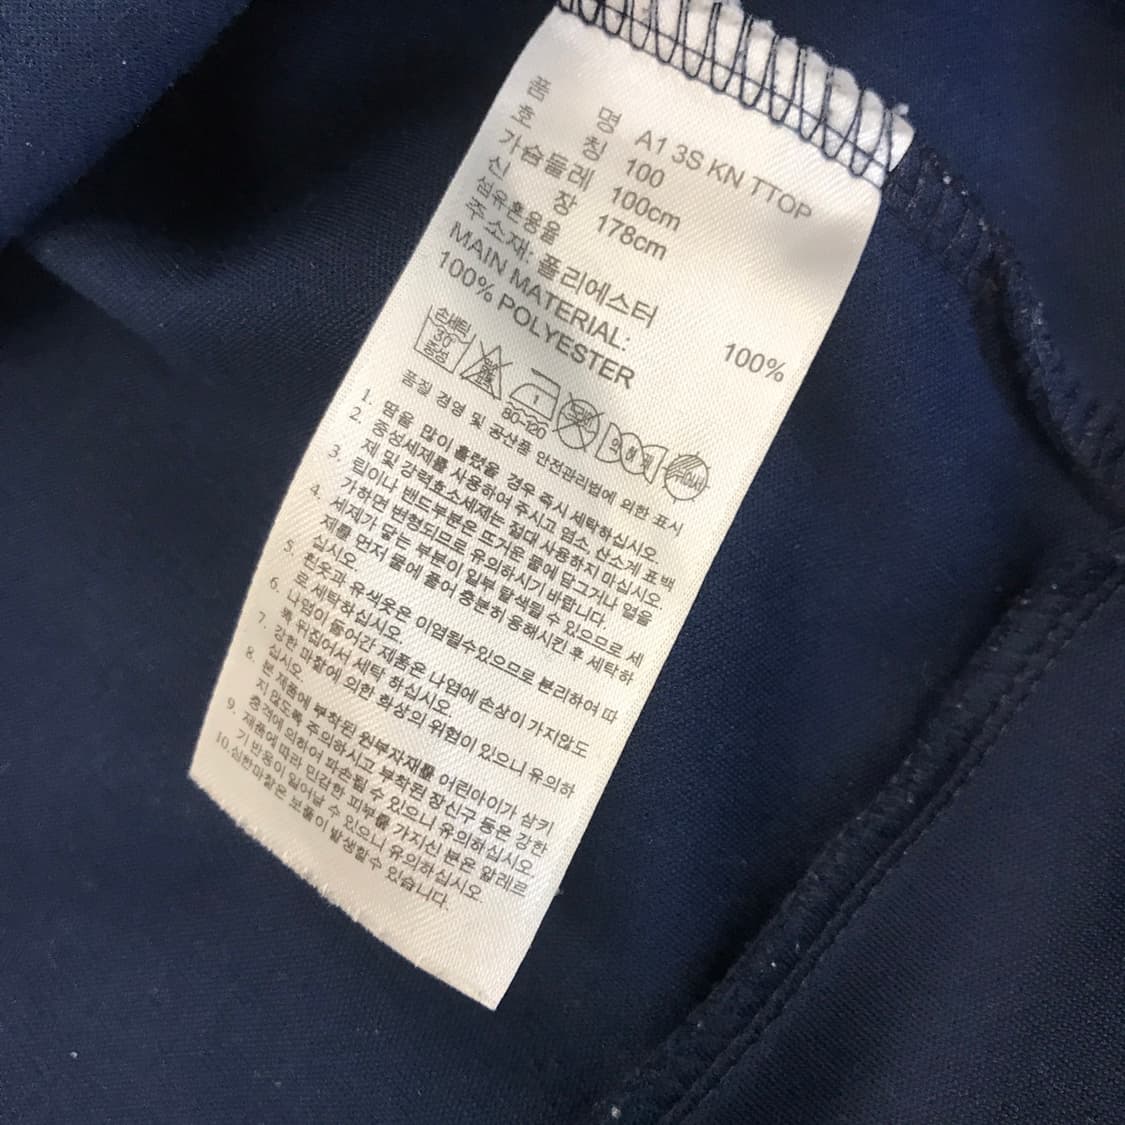 품 명 A1 3S KN TTOP
호 칭 100
가슴둘레 100cm
신 장 178cm
섬유혼용율
주소재: 폴리에스터 100%
MAIN MATERIAL:
100% POLYESTER
손세탁 30 중성 80~120 드라이
품질 경영 및 공산품 안전관리법에 의한 표시
1. 땀을 많이 흘렸을 경우 즉시 세탁하십시오.
2. 중성세제를 사용하여 주시고 염소, 산소계 표백
제 및 강력효소세제는 절대 사용하지 마십시오.
3. 립이나 밴드부분은 뜨거운 물에 담그거나 열을
가하면 변형되므로 유의하시기 바랍니다.
4. 세제가 닿는 부분이 일부 탈색될 수 있으므로 세
제를 먼저 물에 풀어 충분히 용해시킨 후 세탁하
십시오.
5. 흰옷과 유색옷은 이염될수있으므로 분리하여 따
로 세탁하십시오.
6. 나염이 들어간 제품은 나염에 손상이 가지않도
록 뒤집어서 세탁 하십시오.
7. 강한 마찰에 의한 화상의 위험이 있으니 유의하
십시오.
8. 본 제품에 부착된 원부자재를 어린아이가 삼키
지 않도록 주의하시고 부착된 장신구 등은 강한
충격에 의하여 파손될 수 있으니 유의하십시오.
9. 제품에 따라 민감한 피부를 가지신 분은 알레르
기 반응이 일어날 수 있으니 유의하십시오.
10.심한마찰은 보풀이 발생할수 있습니다.